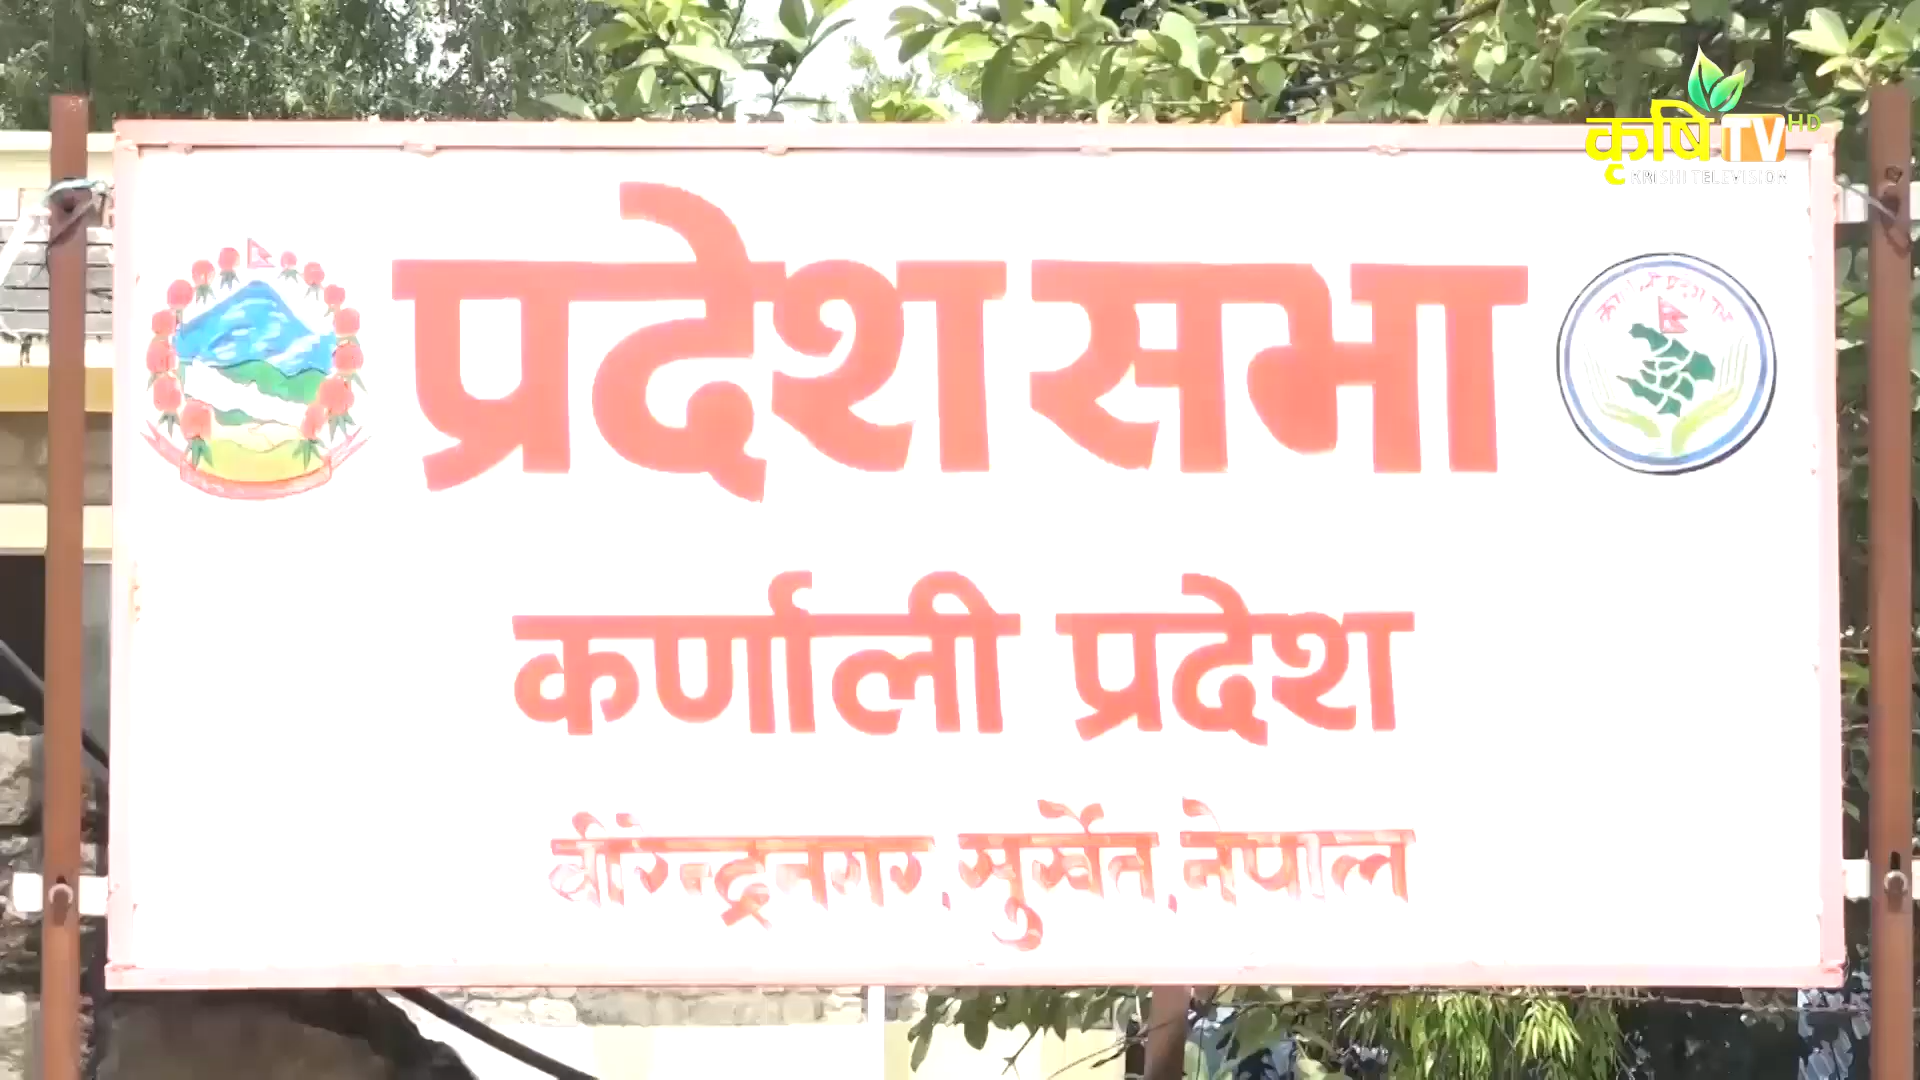 कृषि TV HD
KRISHI TELEVISION
प्रदेश सभा
कर्णाली प्रदेश
वीरेन्द्रनगर, सुर्खेत, नेपाल